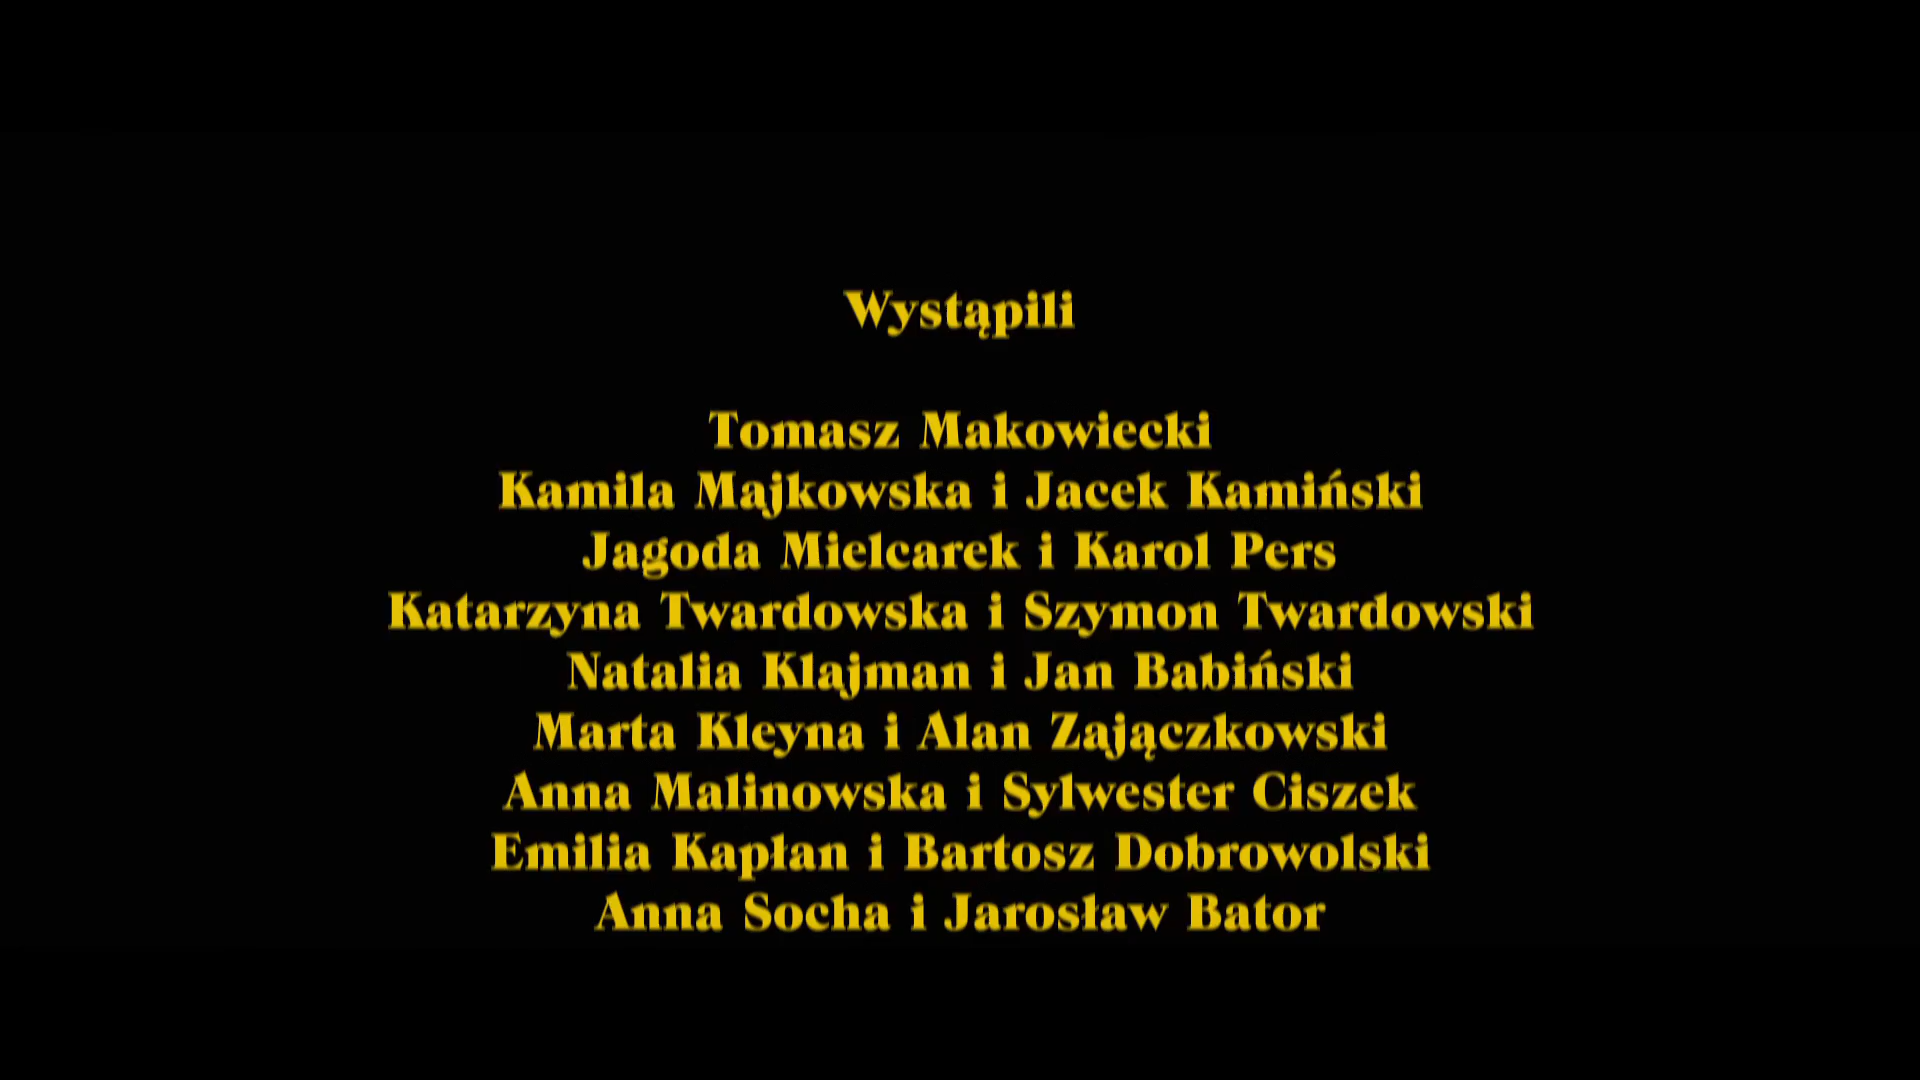 Wystąpili
Tomasz Makowiecki
Kamila Majkowska i Jacek Kamiński
Jagoda Mielcarek i Karol Pers
Katarzyna Twardowska i Szymon Twardowski
Natalia Klajman i Jan Babiński
Marta Kleyna i Alan Zajączkowski
Anna Malinowska i Sylwester Ciszek
Emilia Kapłan i Bartosz Dobrowolski
Anna Socha i Jarosław Bator